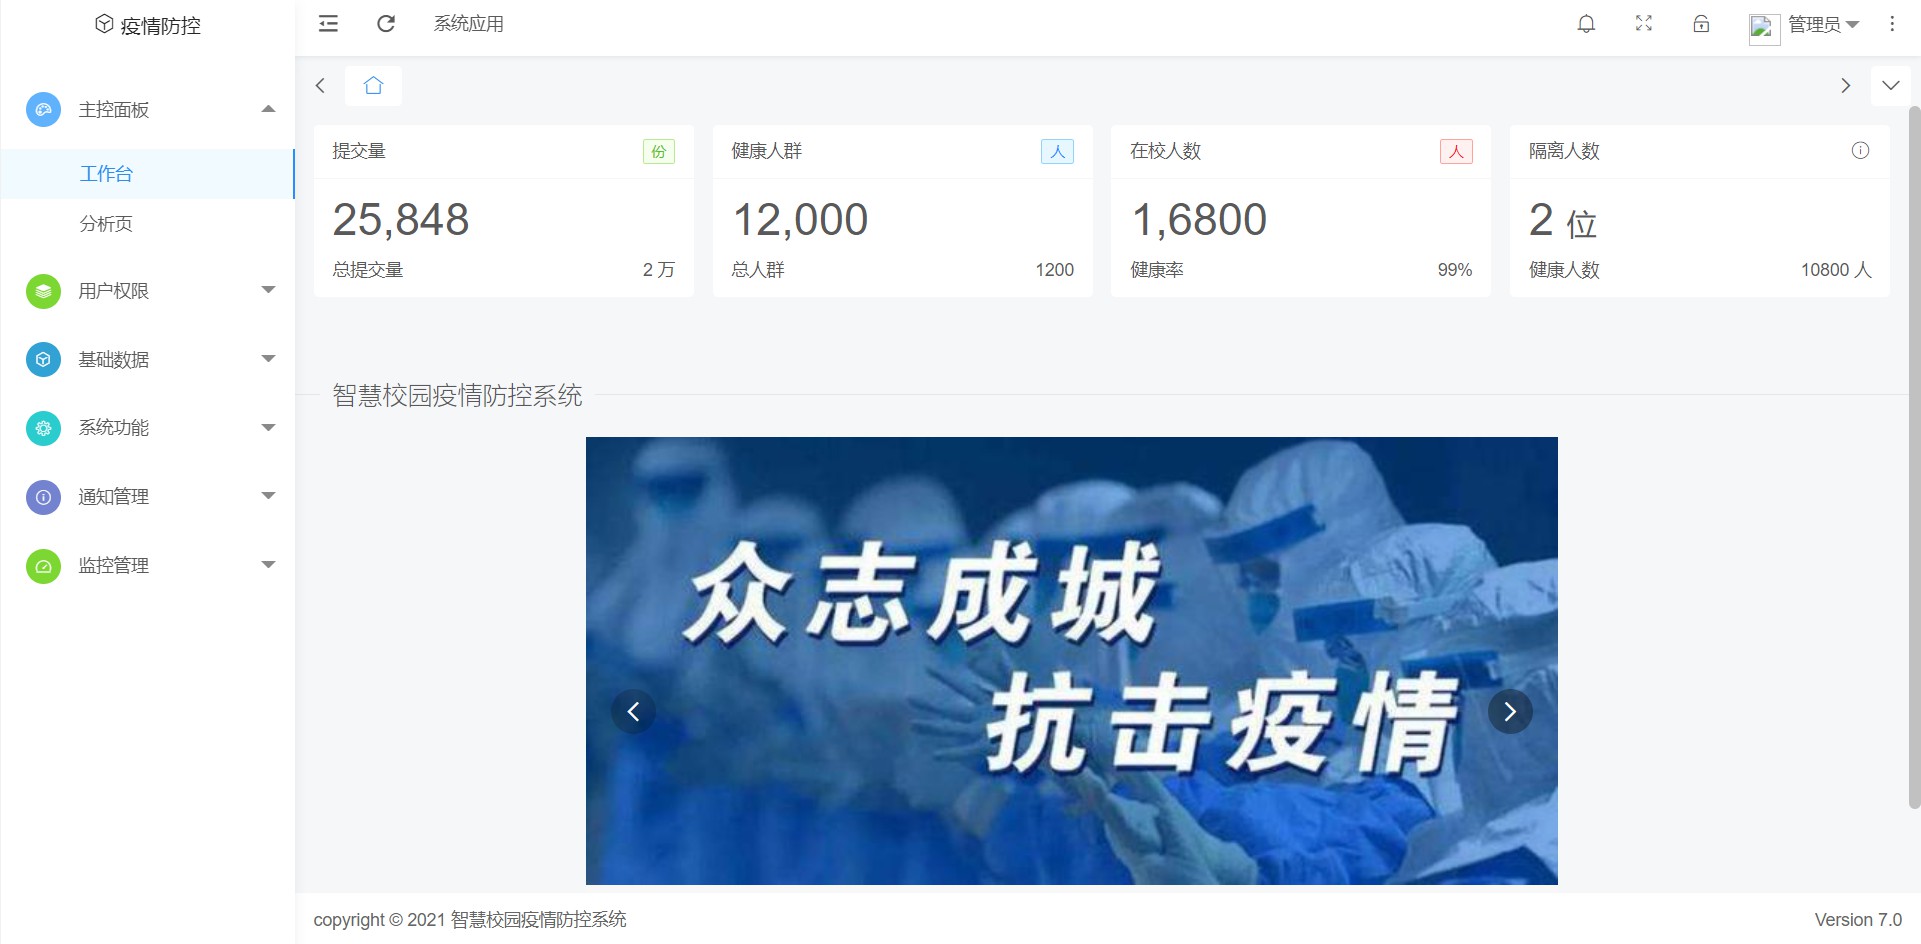 疫情防控
系统应用
管理员
主控面板
工作台
分析页
用户权限
基础数据
系统功能
通知管理
监控管理
提交量 份
25,848
总提交量 2 万
健康人群 人
12,000
总人群 1200
在校人数 人
1,6800
健康率 99%
隔离人数
2 位
健康人数 10800 人
智慧校园疫情防控系统
众志成城
抗击疫情
copyright © 2021 智慧校园疫情防控系统
Version 7.0